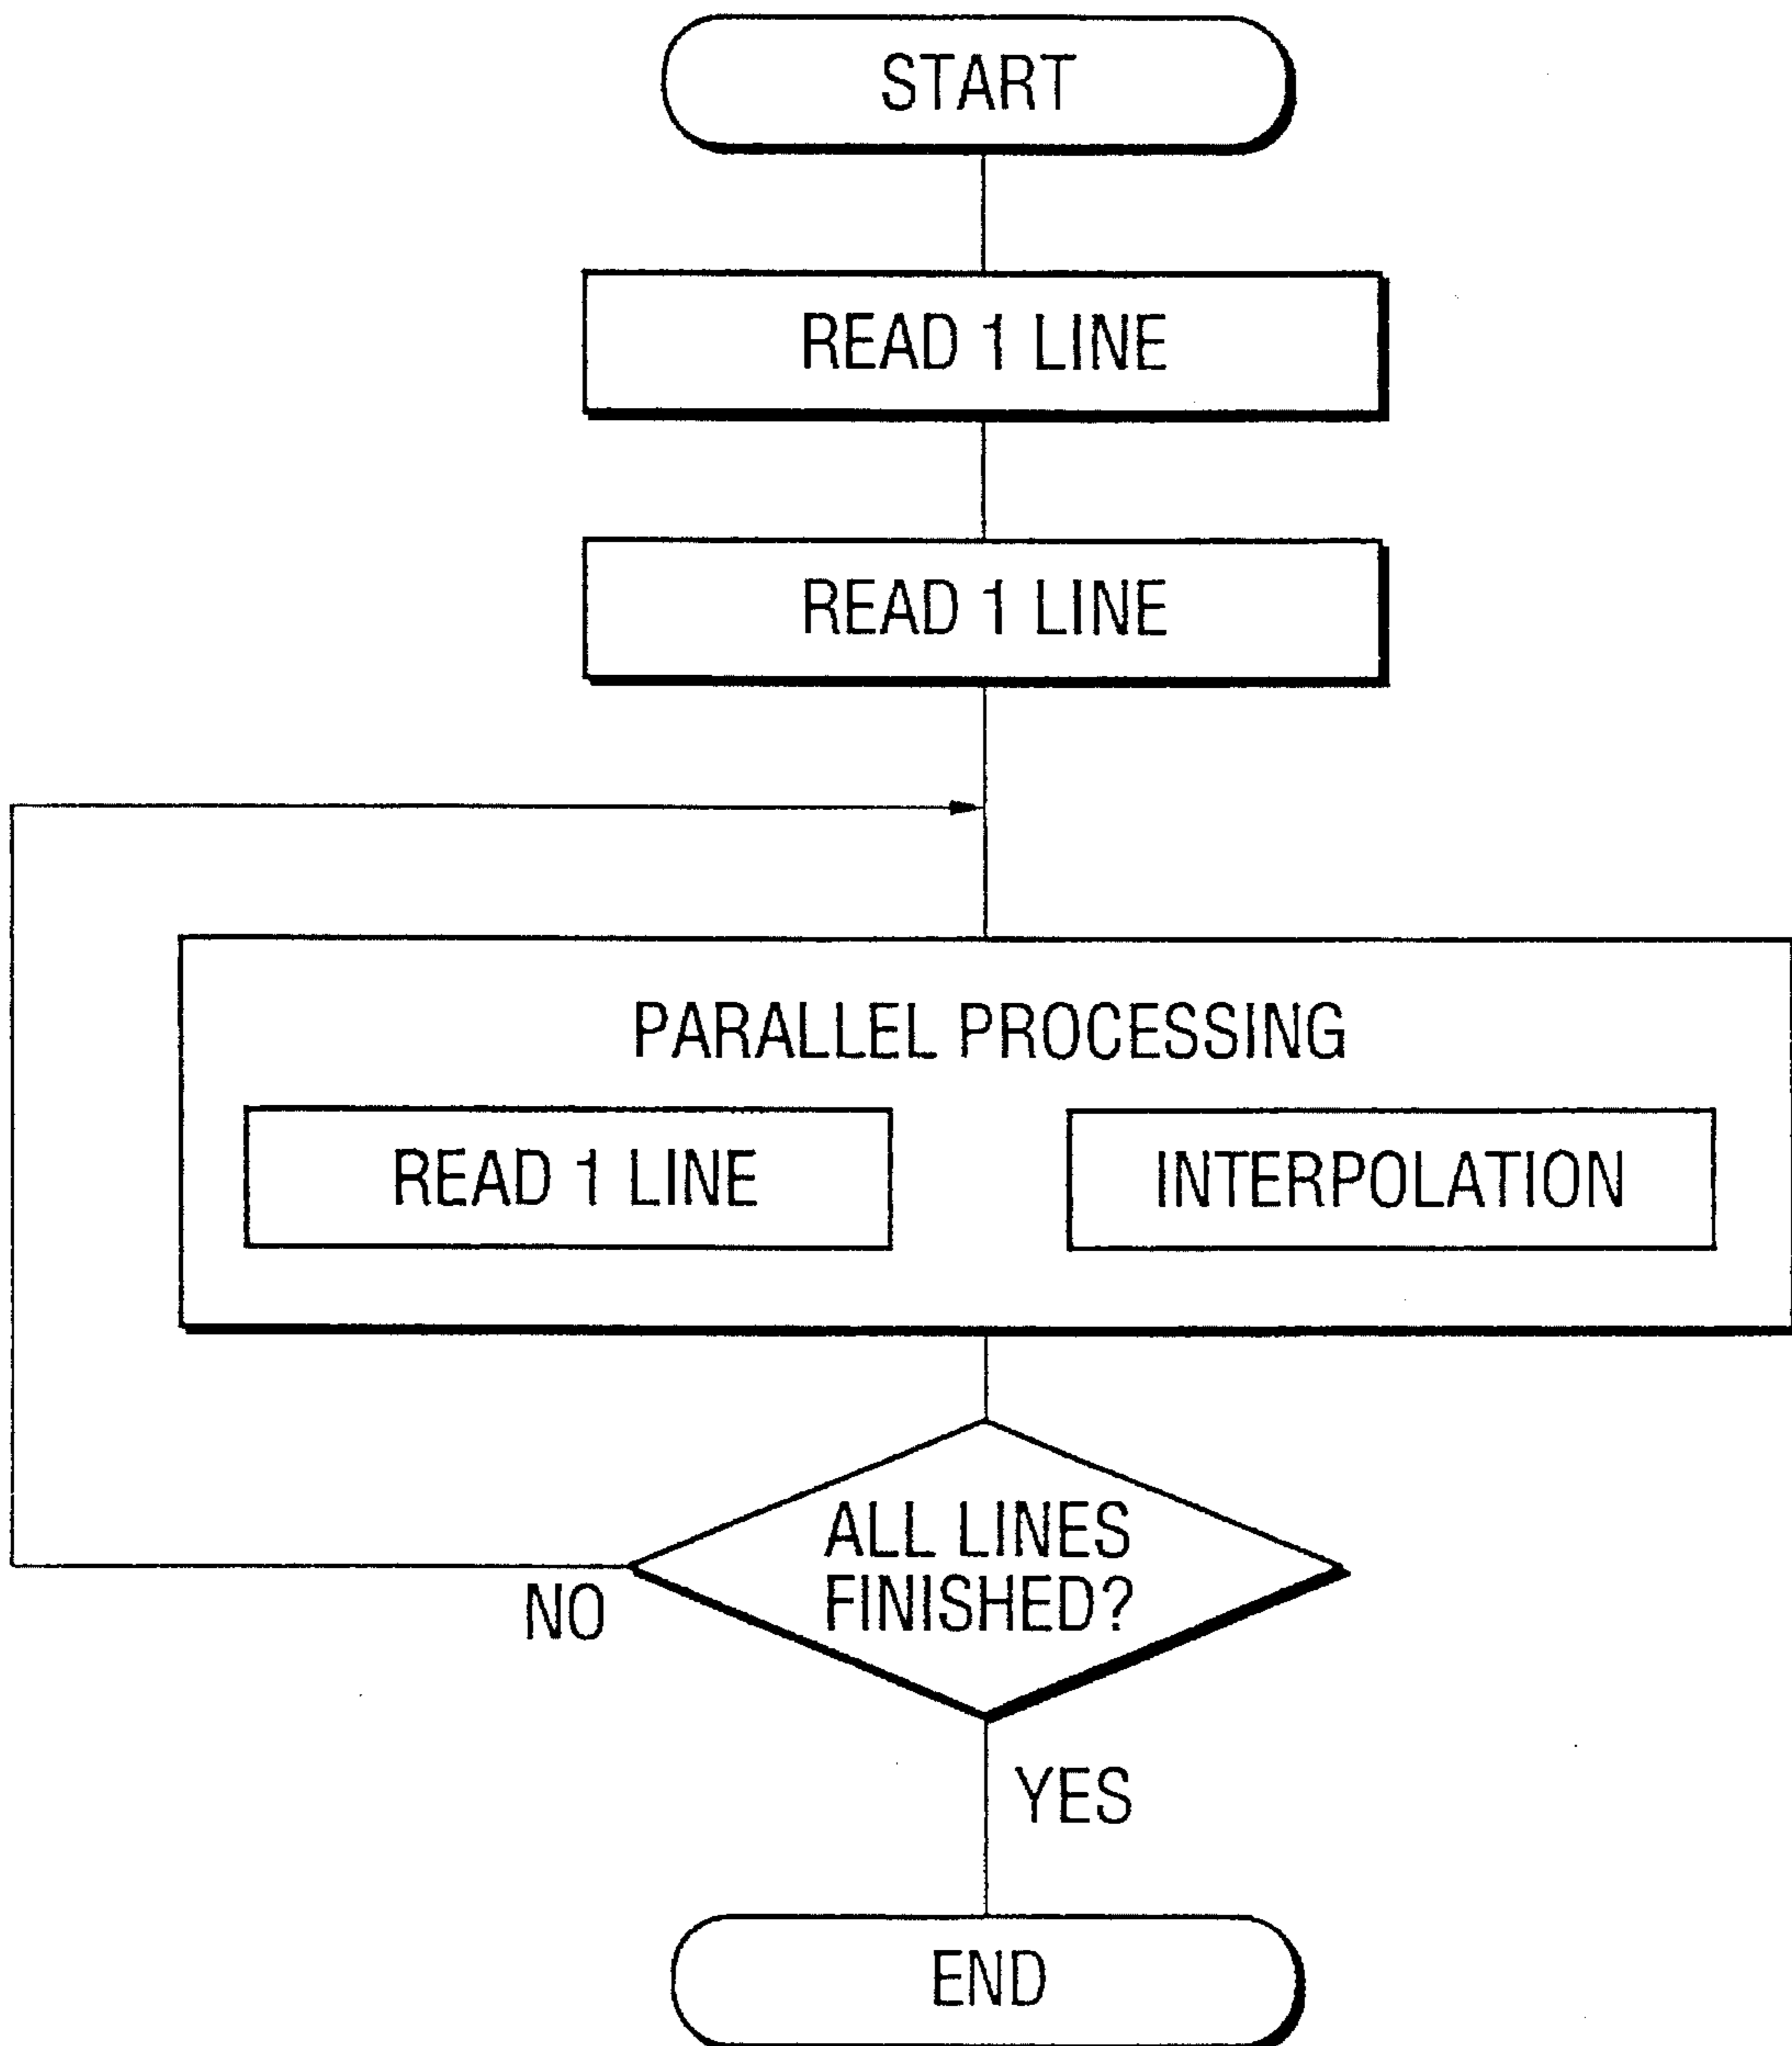 START
READ 1 LINE
READ 1 LINE
PARALLEL PROCESSING
READ 1 LINE
INTERPOLATION
ALL LINES
FINISHED?
NO
YES
END